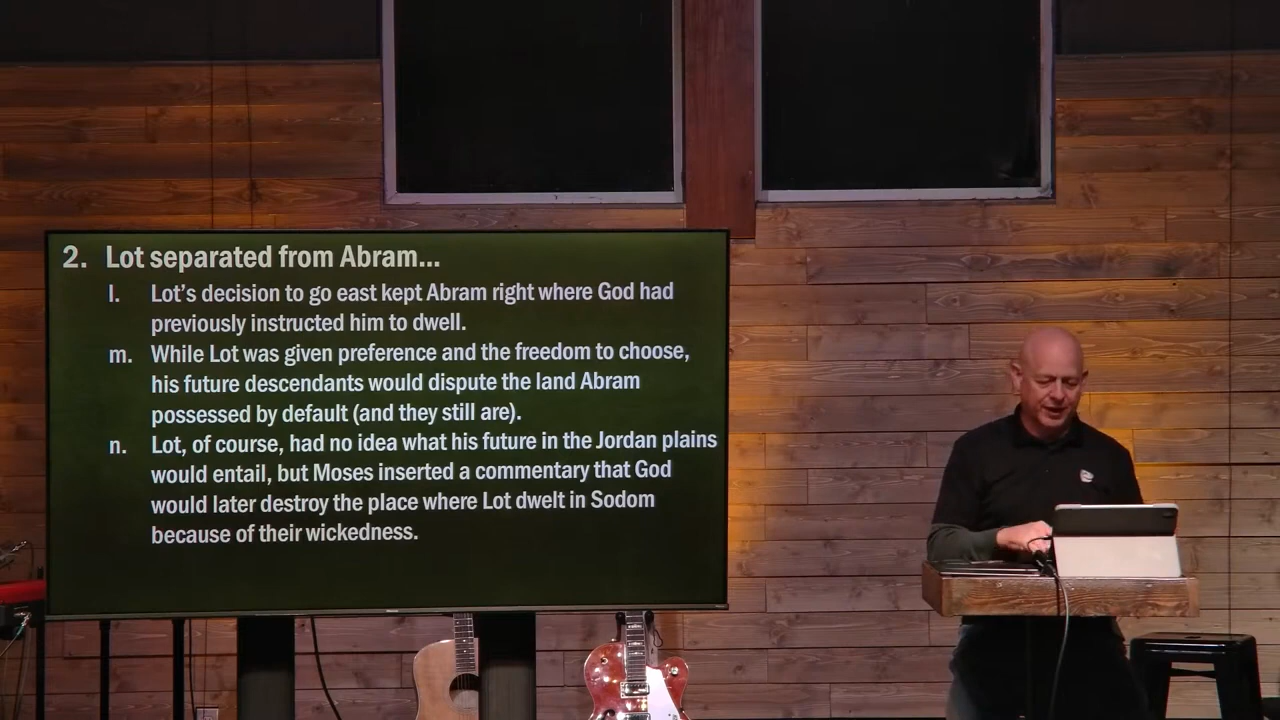 2. Lot separated from Abram...
l. Lot's decision to go east kept Abram right where God had
previously instructed him to dwell.
m. While Lot was given preference and the freedom to choose,
his future descendants would dispute the land Abram
possessed by default (and they still are).
n. Lot, of course, had no idea what his future in the Jordan plains
would entail, but Moses inserted a commentary that God
would later destroy the place where Lot dwelt in Sodom
because of their wickedness.